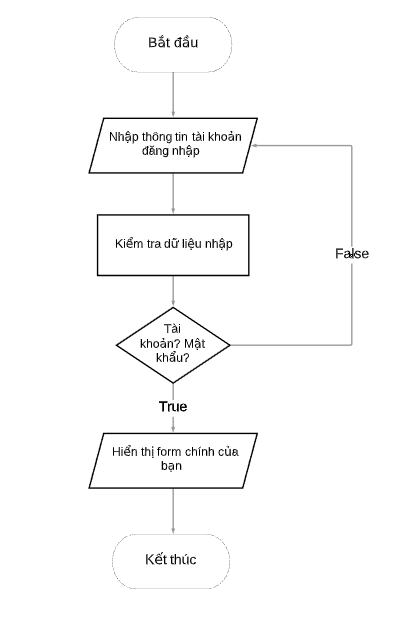 Bắt đầu
Nhập thông tin tài khoản
đăng nhập
Kiểm tra dữ liệu nhập
False
Tài
khoản? Mật
khẩu?
True
Hiển thị form chính của
bạn
Kết thúc